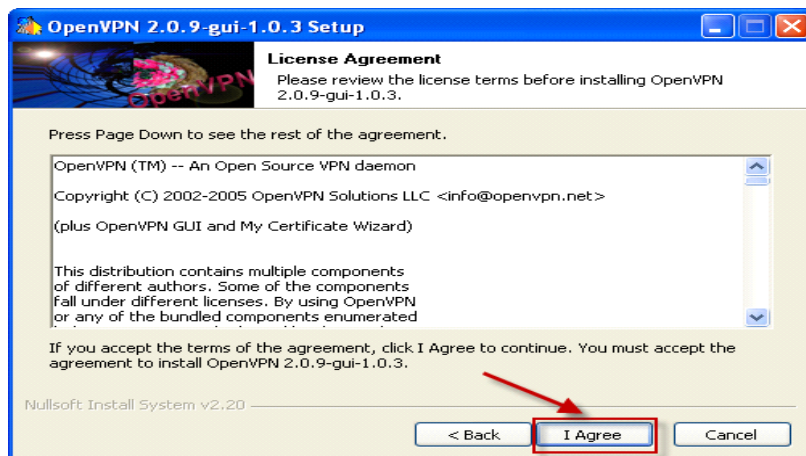 OpenVPN 2.0.9-gui-1.0.3 Setup
OpenVPN
License Agreement
Please review the license terms before installing OpenVPN
2.0.9-gui-1.0.3.
Press Page Down to see the rest of the agreement.
OpenVPN (TM) -- An Open Source VPN daemon
Copyright (C) 2002-2005 OpenVPN Solutions LLC <info@openvpn.net>
(plus OpenVPN GUI and My Certificate Wizard)
This distribution contains multiple components
of different authors. Some of the components
fall under different licenses. By using OpenVPN
or any of the bundled components enumerated
If you accept the terms of the agreement, click I Agree to continue. You must accept the
agreement to install OpenVPN 2.0.9-gui-1.0.3.
Nullsoft Install System v2.20
< Back
I Agree
Cancel